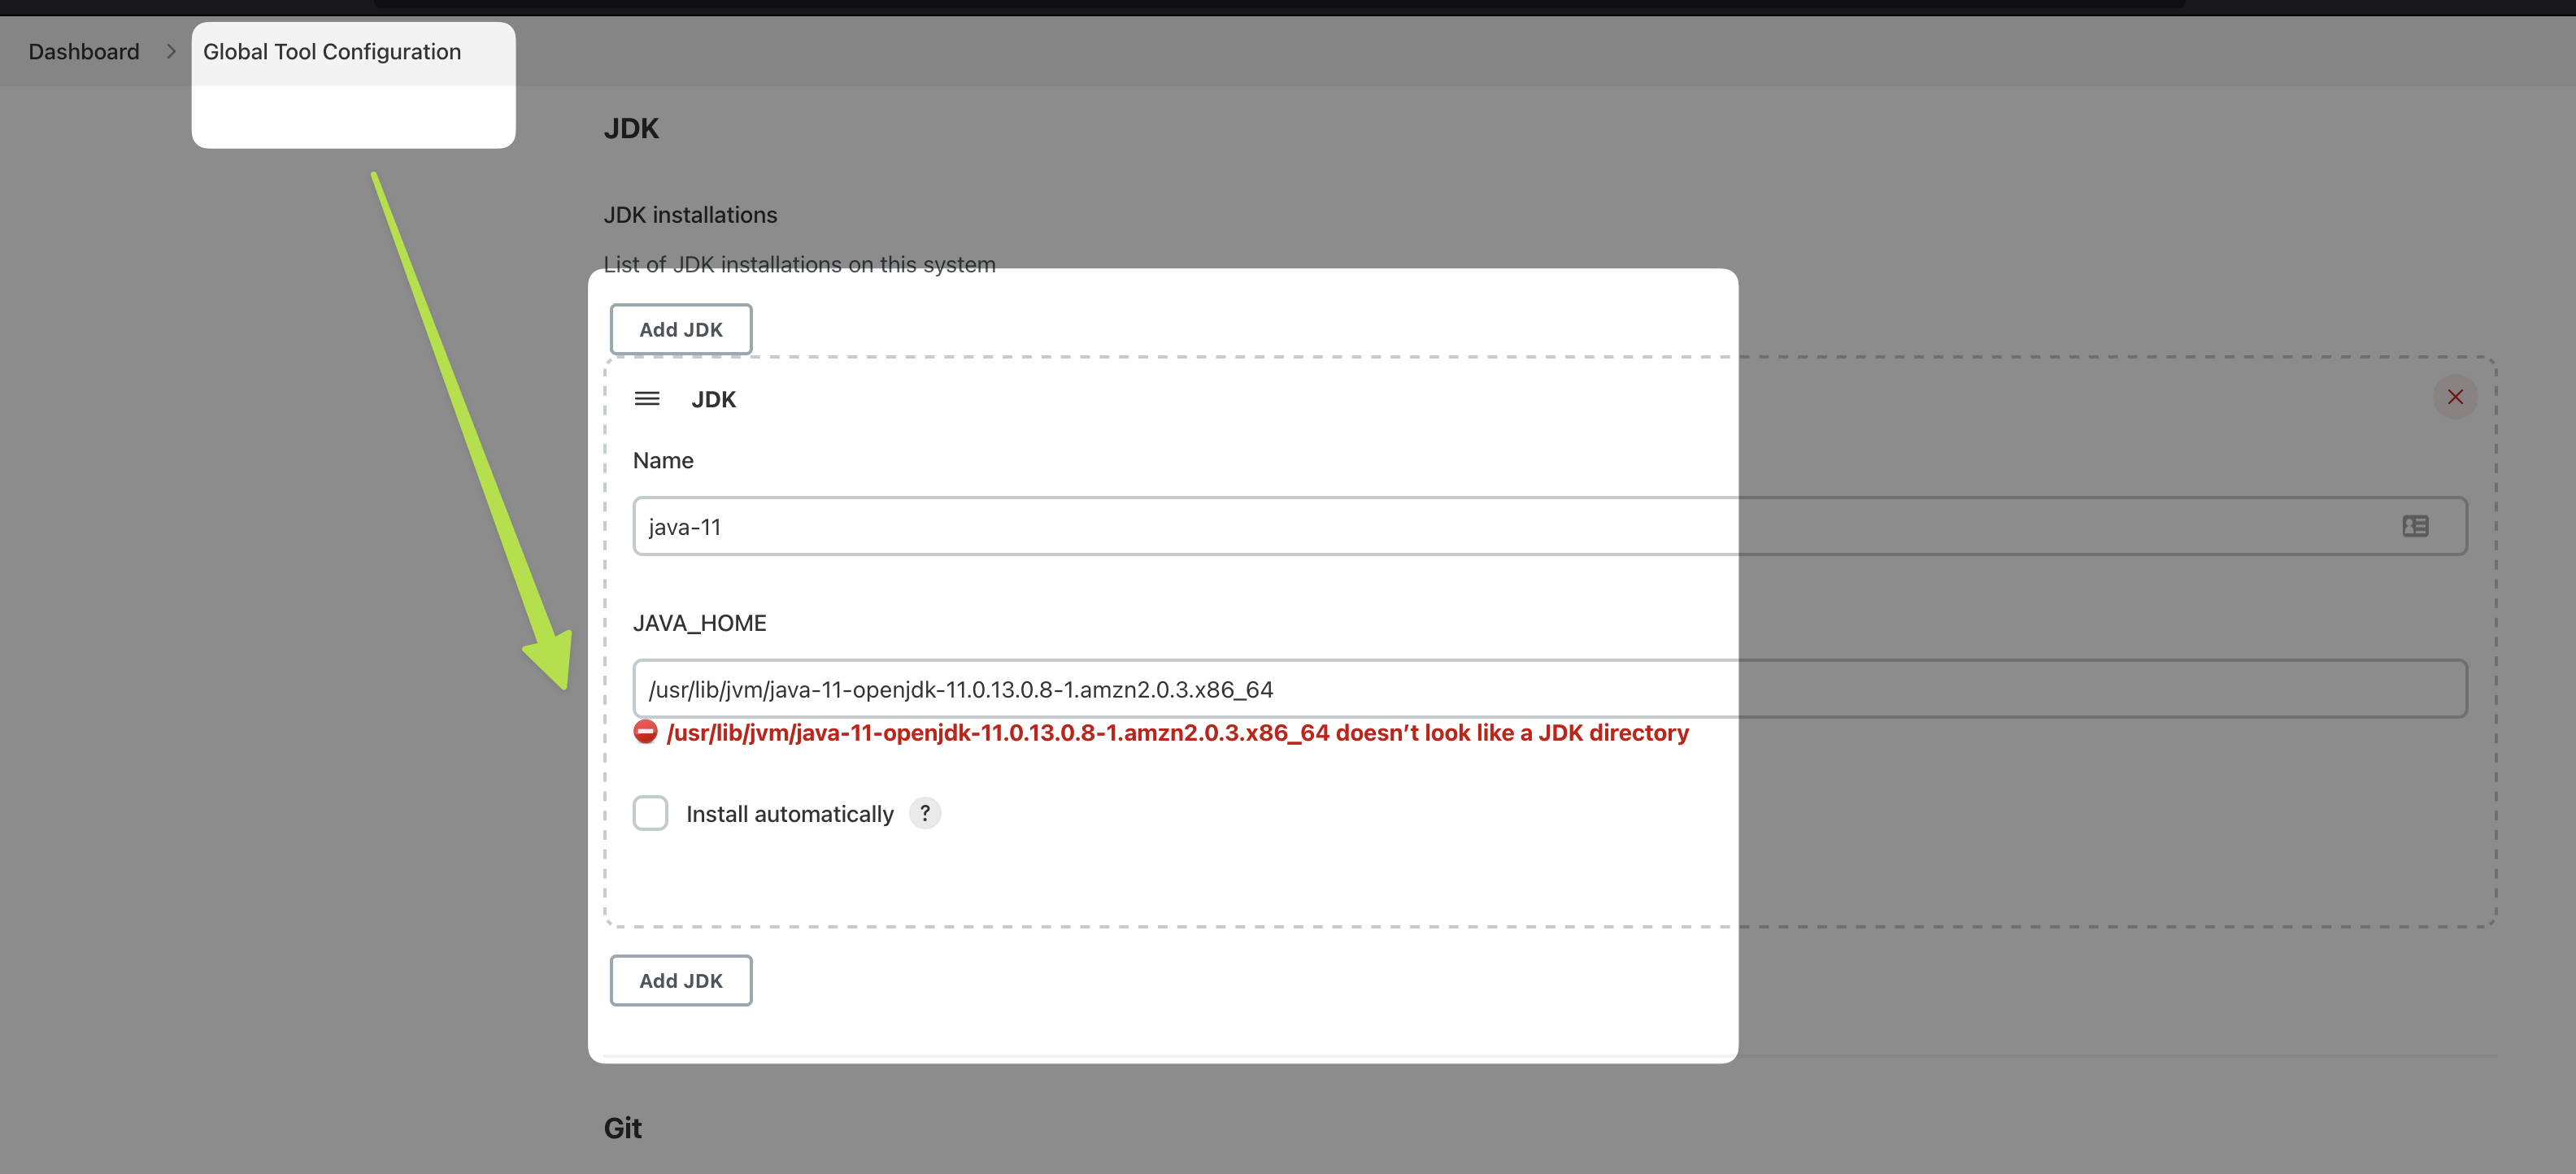 Dashboard > Global Tool Configuration
JDK
JDK installations
List of JDK installations on this system
Add JDK
JDK
Name
java-11
JAVA_HOME
/usr/lib/jvm/java-11-openjdk-11.0.13.0.8-1.amzn2.0.3.x86_64
/usr/lib/jvm/java-11-openjdk-11.0.13.0.8-1.amzn2.0.3.x86_64 doesn’t look like a JDK directory
Install automatically ?
Add JDK
Git